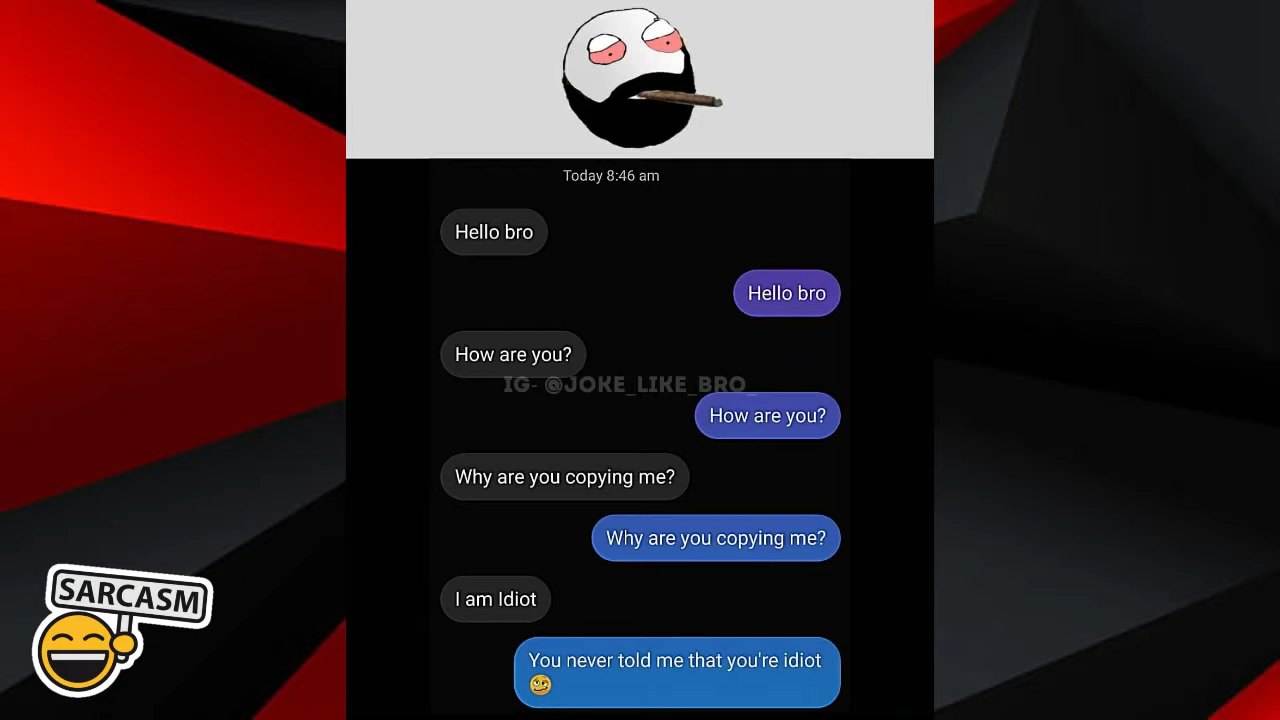 Today 8:46 am
Hello bro
Hello bro
How are you?
IG- @JOKE_LIKE_BRO_
How are you?
Why are you copying me?
Why are you copying me?
I am Idiot
You never told me that you're idiot
🥴
SARCASM